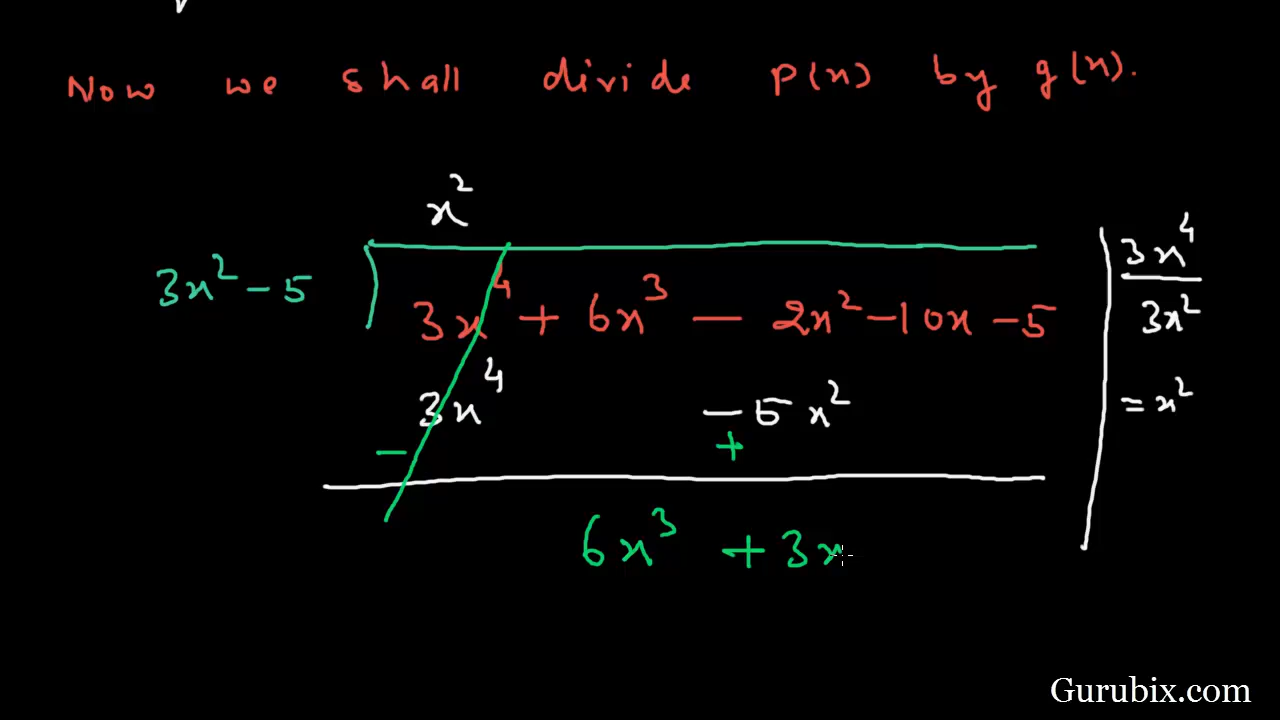 Now we shall divide p(x) by g(x).
x²
3x² - 5
3x⁴ + 6x³ - 2x² - 10x - 5
3x⁴ - 5x²
- +
6x³ + 3x
3x⁴
3x²
= x²
Gurubix.com